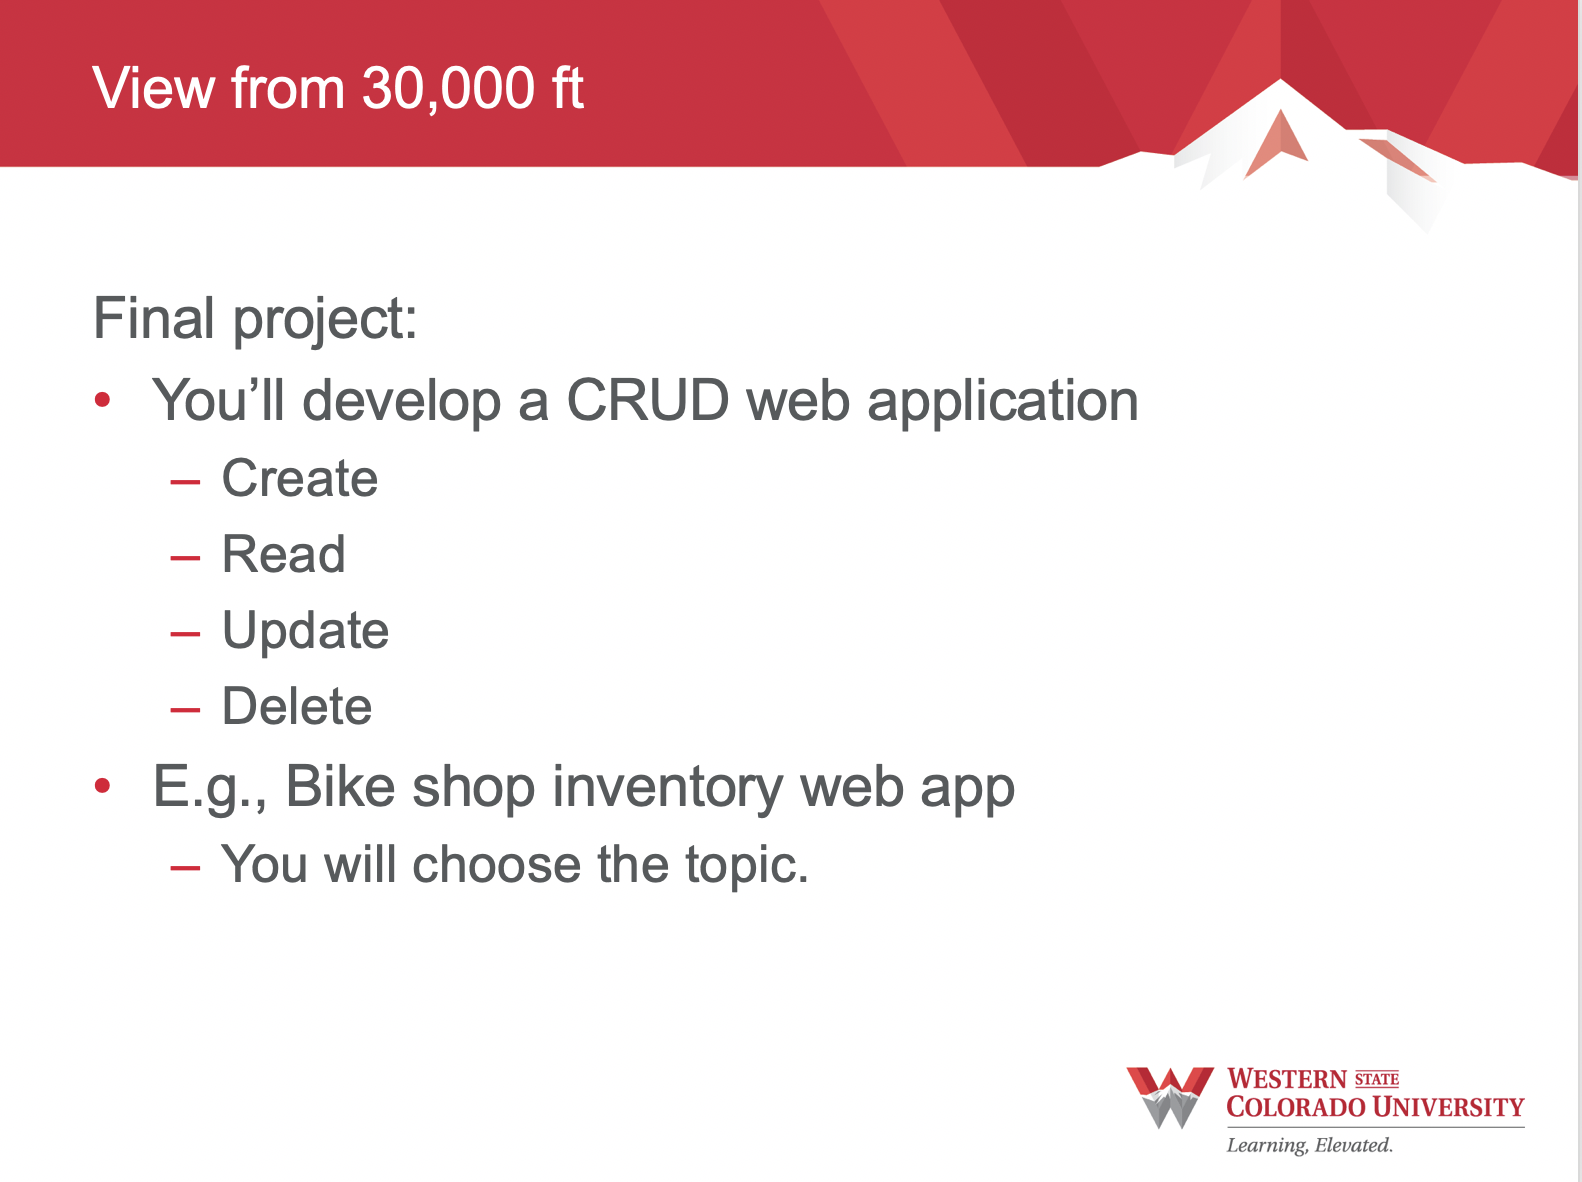 View from 30,000 ft
Final project:
• You’ll develop a CRUD web application
– Create
– Read
– Update
– Delete
• E.g., Bike shop inventory web app
– You will choose the topic.
WESTERN STATE
COLORADO UNIVERSITY
Learning, Elevated.